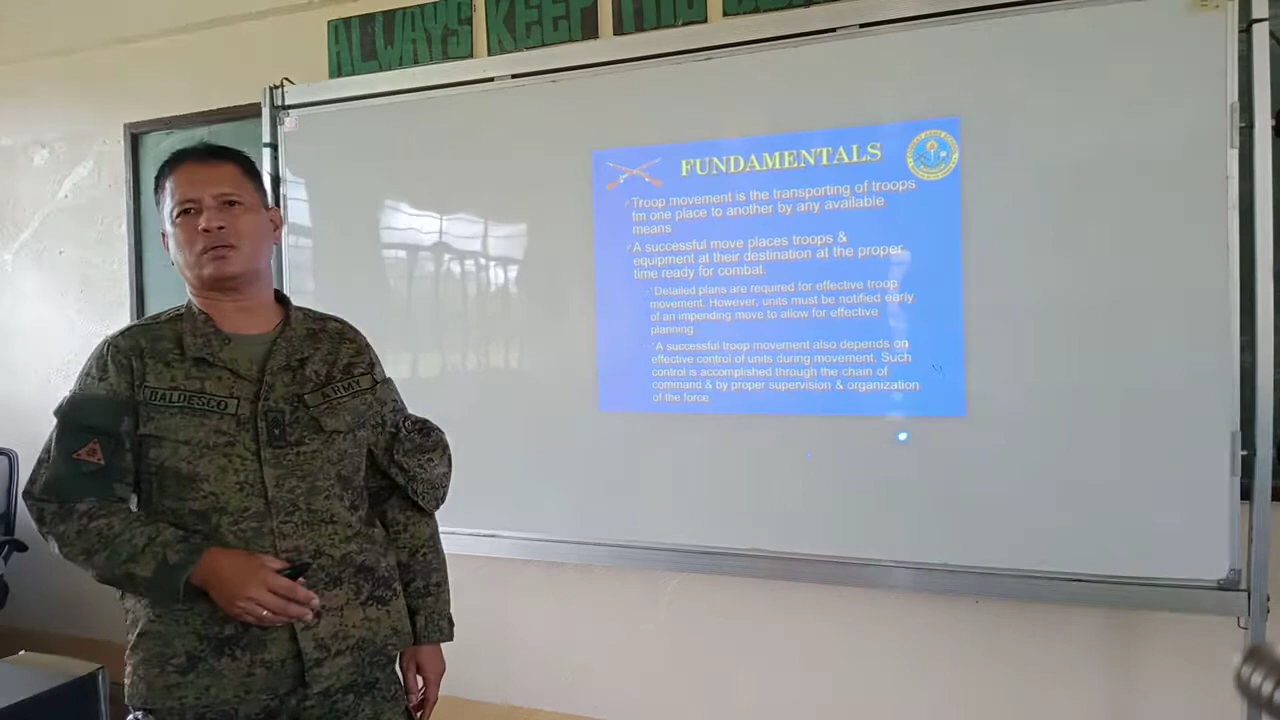 ALWAYS KEEP THIS
FUNDAMENTALS
Troop movement is the transporting of troops
fm one place to another by any available
means
A successful move places troops &
equipment at their destination at the proper
time ready for combat.
*Detailed plans are required for effective troop
movement. However, units must be notified early
of an impending move to allow for effective
planning
*A successful troop movement also depends on
effective control of units during movement. Such
control is accomplished through the chain of
command & by proper supervision & organization
of the force
BALDESCO
ARMY